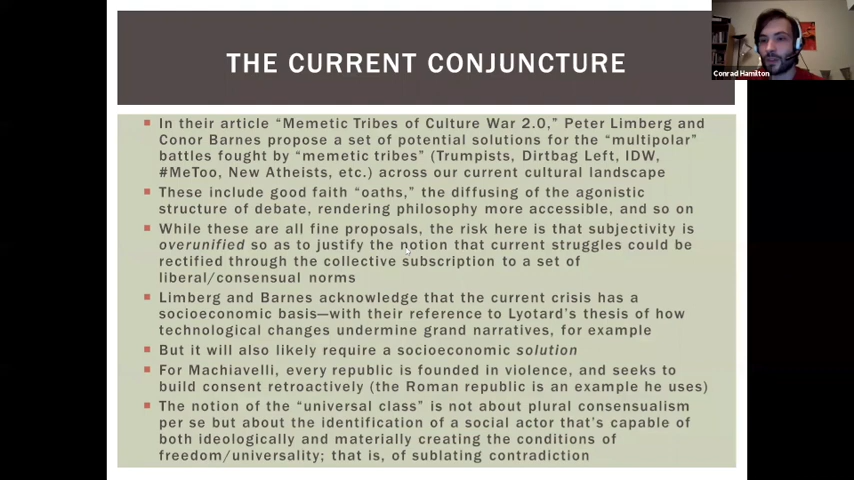 THE CURRENT CONJUNCTURE
Conrad Hamilton
In their article “Memetic Tribes of Culture War 2.0,” Peter Limberg and
Conor Barnes propose a set of potential solutions for the “multipolar”
battles fought by “memetic tribes” (Trumpists, Dirtbag Left, IDW,
#MeToo, New Atheists, etc.) across our current cultural landscape
These include good faith “oaths,” the diffusing of the agonistic
structure of debate, rendering philosophy more accessible, and so on
While these are all fine proposals, the risk here is that subjectivity is
overunified so as to justify the notion that current struggles could be
rectified through the collective subscription to a set of
liberal/consensual norms
Limberg and Barnes acknowledge that the current crisis has a
socioeconomic basis—with their reference to Lyotard’s thesis of how
technological changes undermine grand narratives, for example
But it will also likely require a socioeconomic solution
For Machiavelli, every republic is founded in violence, and seeks to
build consent retroactively (the Roman republic is an example he uses)
The notion of the “universal class” is not about plural consensualism
per se but about the identification of a social actor that’s capable of
both ideologically and materially creating the conditions of
freedom/universality; that is, of sublating contradiction